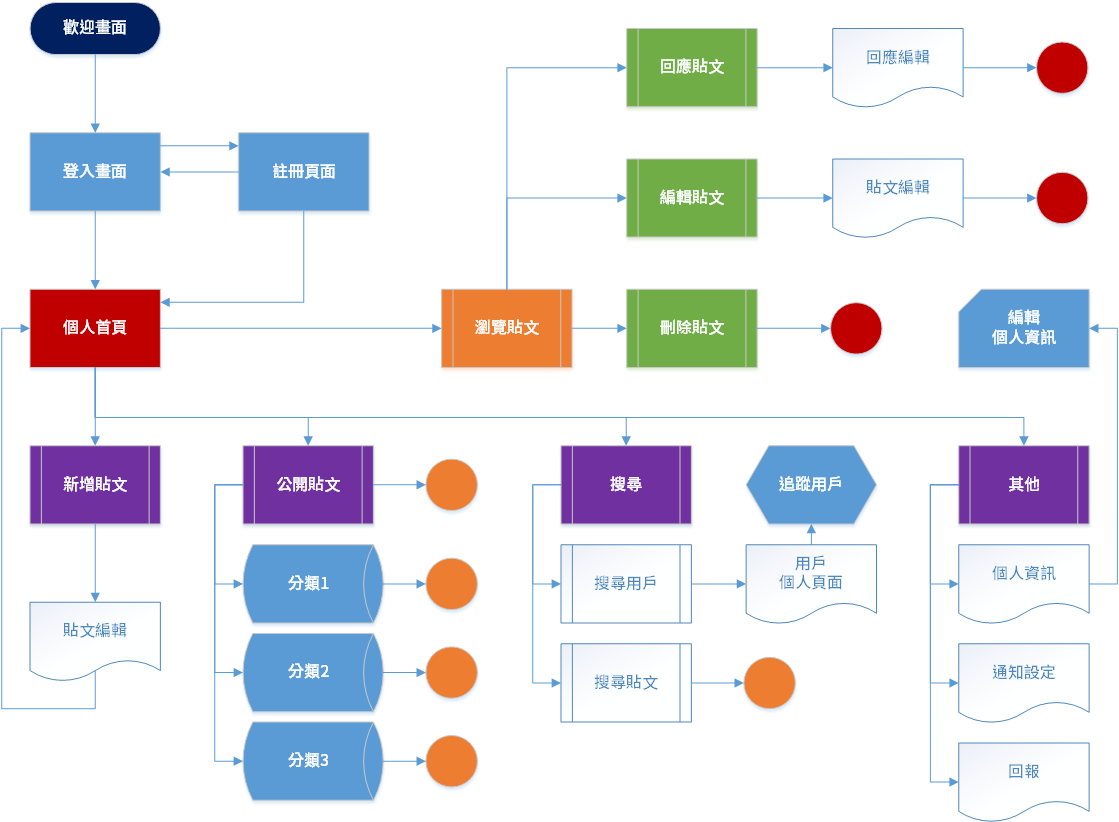 歡迎畫面
回應貼文
回應編輯
登入畫面
註冊頁面
編輯貼文
貼文編輯
個人首頁
瀏覽貼文
刪除貼文
編輯
個人資訊
新增貼文
公開貼文
搜尋
追蹤用戶
其他
貼文編輯
分類1
搜尋用戶
用戶
個人頁面
個人資訊
分類2
搜尋貼文
通知設定
分類3
回報